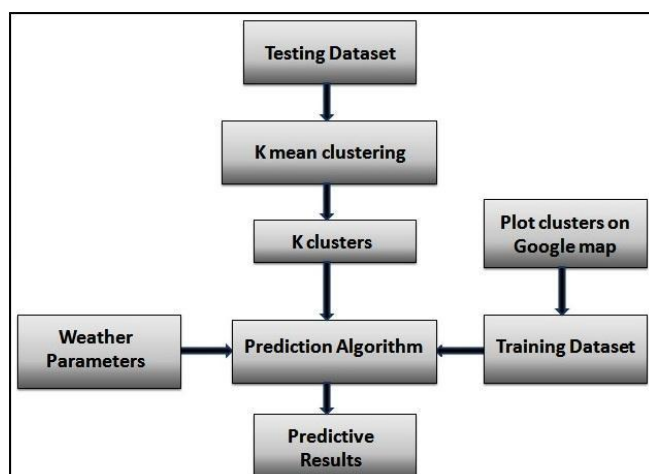 Testing Dataset
K mean clustering
K clusters
Plot clusters on
Google map
Weather
Parameters
Prediction Algorithm
Training Dataset
Predictive
Results